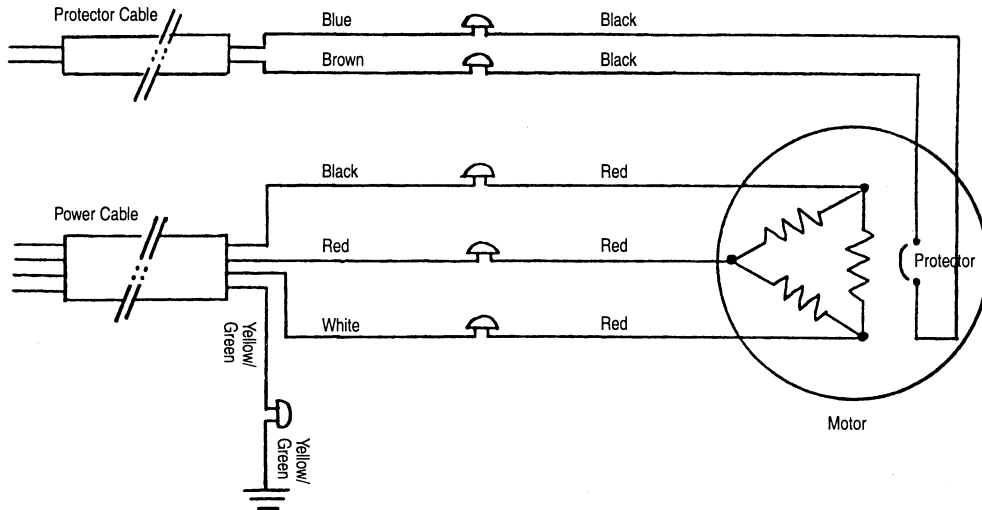 Protector Cable
Blue
Black
Brown
Black
Black
Red
Power Cable
Red
Red
Protector
White
Red
Yellow/
Green
Motor
Yellow/
Green